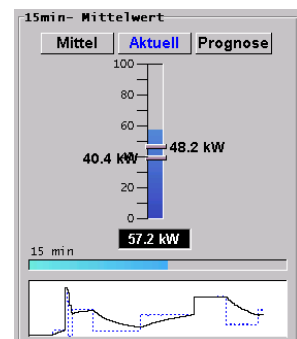 15min- Mittelwert
Mittel Aktuell Prognose
100
80
60
48.2 kW
40.4 kW
20
0
57.2 kW
15 min